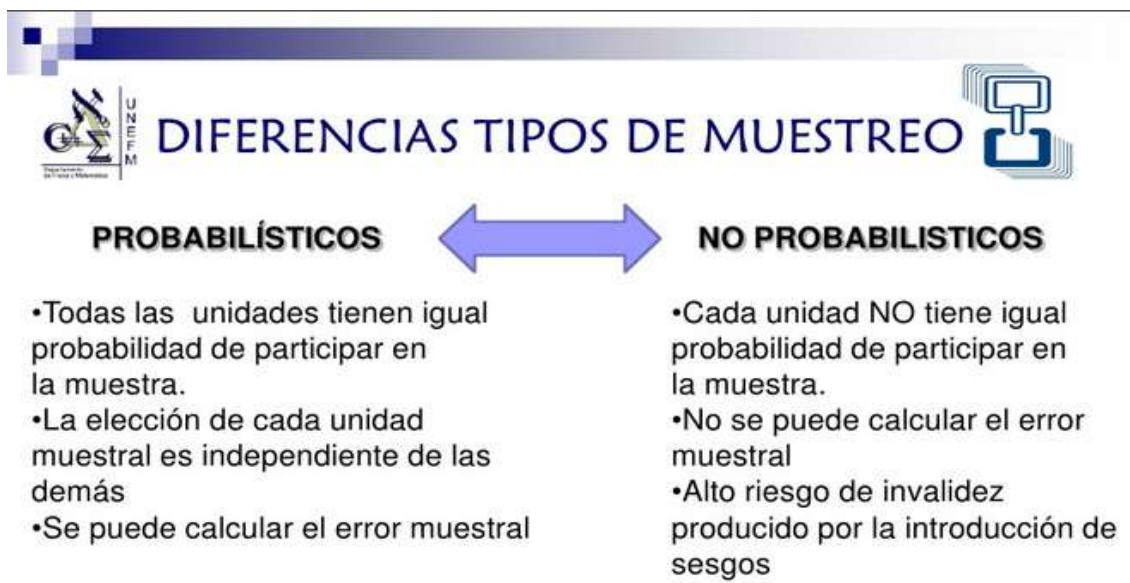 UNEFM
DIFERENCIAS TIPOS DE MUESTREO
PROBABILÍSTICOS
•Todas las unidades tienen igual
probabilidad de participar en
la muestra.
•La elección de cada unidad
muestral es independiente de las
demás
•Se puede calcular el error muestral
NO PROBABILISTICOS
•Cada unidad NO tiene igual
probabilidad de participar en
la muestra.
•No se puede calcular el error
muestral
•Alto riesgo de invalidez
producido por la introducción de
sesgos